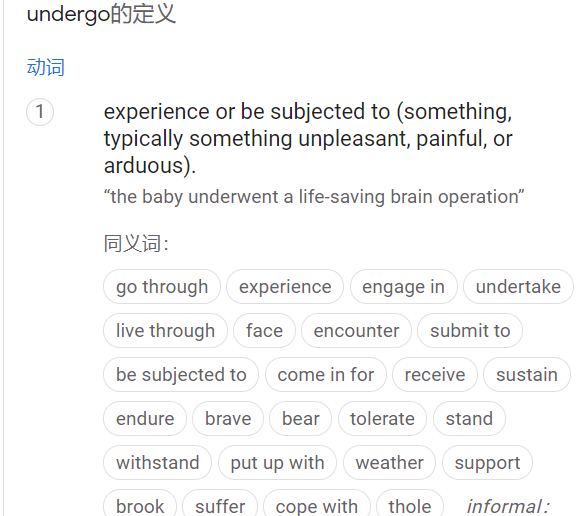 undergo的定义
动词
1 experience or be subjected to (something,
typically something unpleasant, painful, or
arduous).
“the baby underwent a life-saving brain operation”
同义词：
go through experience engage in undertake
live through face encounter submit to
be subjected to come in for receive sustain
endure brave bear tolerate stand
withstand put up with weather support
brook suffer cope with thole informal: